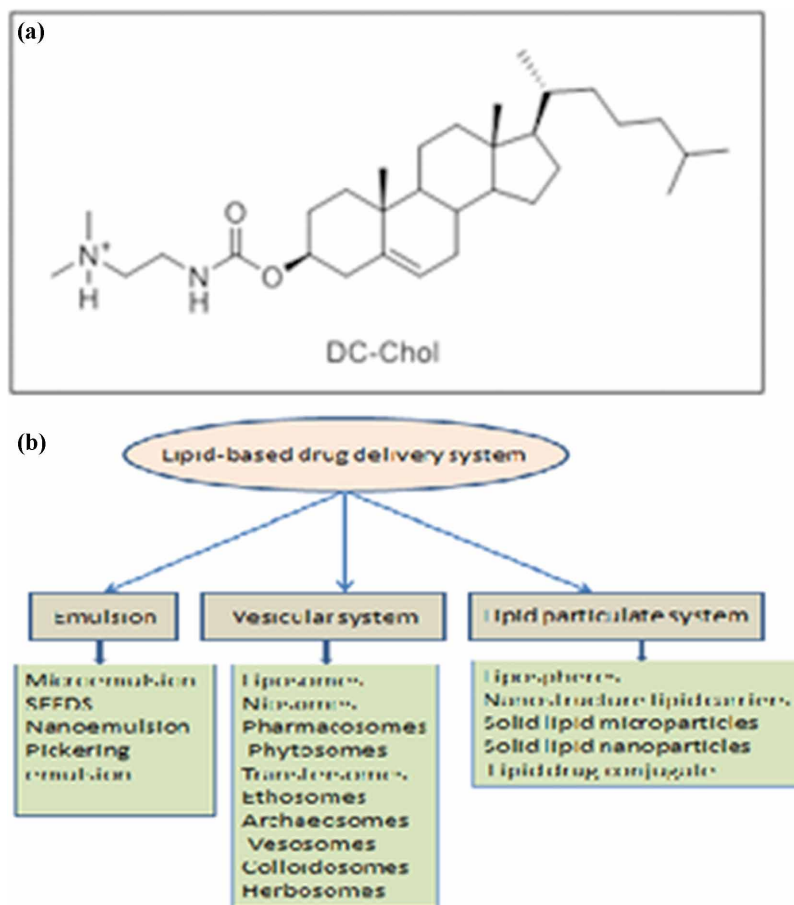 (a)
O
N+
H
N
H
O
DC-Chol
(b)
Lipid-based drug delivery system
Emulsion
Vesicular system
Lipid particulate system
Microemulsion
Nanoemulsion
Pickering
emulsion
Liposomes
Niosomes
Pharmacosomes
Phytosomes
Transfersomes
Ethosomes
Archaeosomes
Vesosomes
Colloidosomes
Herbosomes
Lipospheres
Nanostructure lipid carriers
Solid lipid microparticles
Solid lipid nanoparticles
Lipid drug conjugate